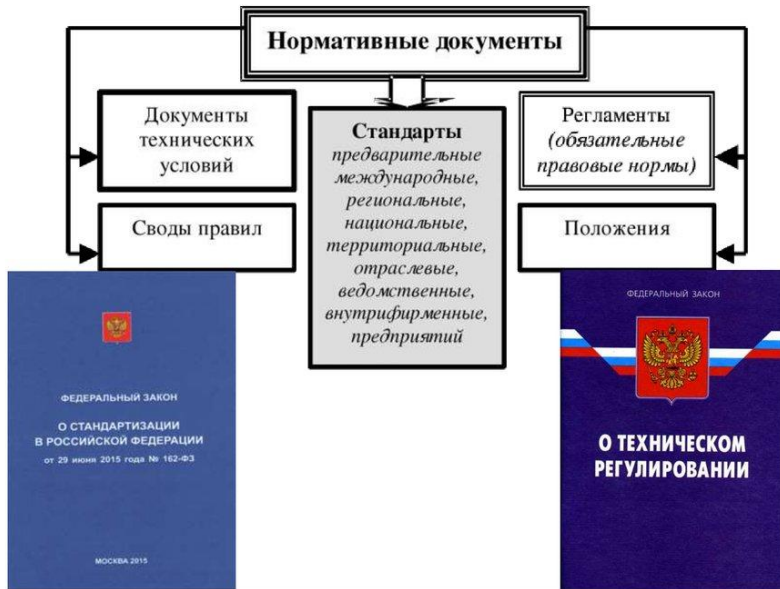 Нормативные документы
Документы
технических
условий
Своды правил
Стандарты
предварительные
международные,
региональные,
национальные,
территориальные,
отраслевые,
ведомственные,
внутрифирменные,
предприятий
Регламенты
(обязательные
правовые нормы)
Положения
ФЕДЕРАЛЬНЫЙ ЗАКОН
О СТАНДАРТИЗАЦИИ
В РОССИЙСКОЙ ФЕДЕРАЦИИ
от 29 июня 2015 года № 162-ФЗ
МОСКВА 2015
ФЕДЕРАЛЬНЫЙ ЗАКОН
О ТЕХНИЧЕСКОМ
РЕГУЛИРОВАНИИ